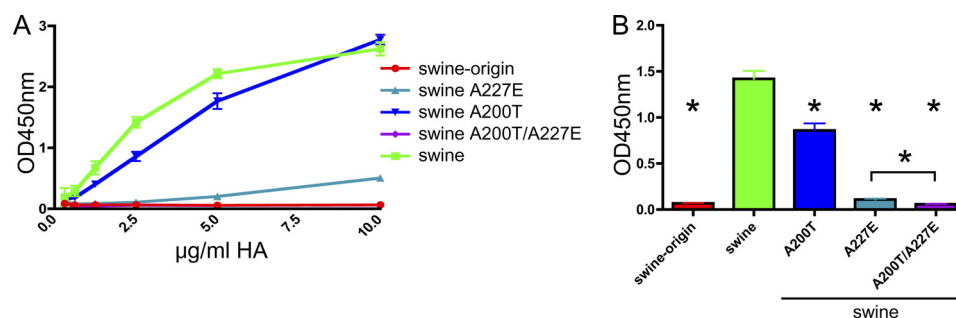 A
OD450nm
3
2
1
0
0.0
2.5
5.0
7.5
10.0
µg/ml HA
swine-origin
swine A227E
swine A200T
swine A200T/A227E
swine
B
OD450nm
2.0
1.5
1.0
0.5
0.0
*
*
*
*
*
swine-origin
swine
A200T
A227E
A200T/A227E
swine